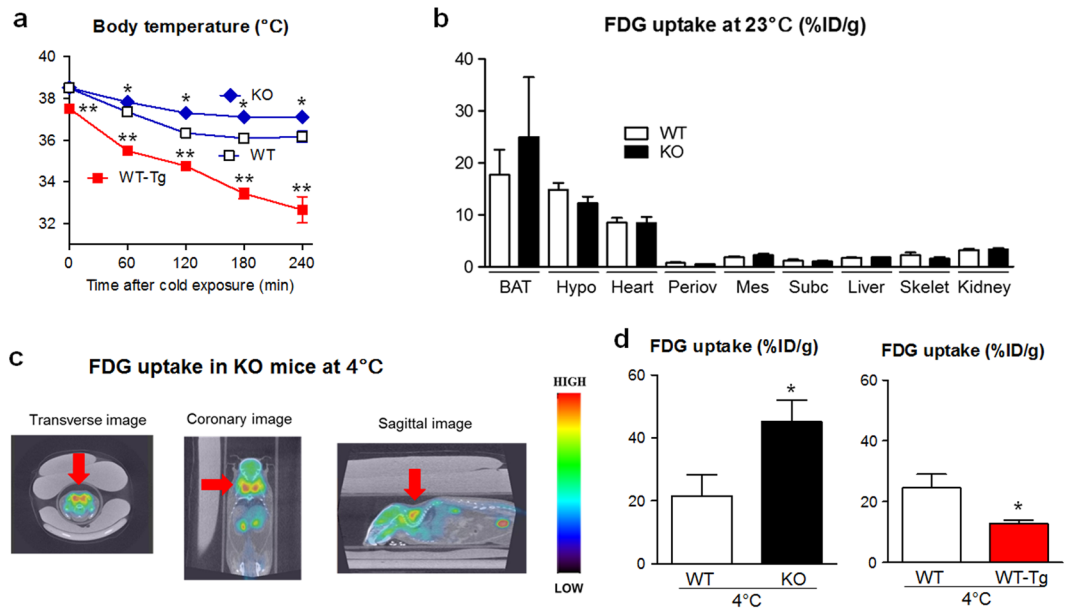 a
Body temperature (°C)
40
38
36
34
32
*
*
*
*
KO
**
**
**
**
**
WT
WT-Tg
0
60
120
180
240
Time after cold exposure (min)
b
FDG uptake at 23°C (%ID/g)
40
30
20
10
0
WT
KO
BAT
Hypo
Heart
Periov
Mes
Subc
Liver
Skelet
Kidney
c
FDG uptake in KO mice at 4°C
Transverse image
Coronary image
Sagittal image
HIGH
LOW
d
FDG uptake (%ID/g)
60
40
20
0
*
WT
KO
4°C
FDG uptake (%ID/g)
60
40
20
0
*
WT
WT-Tg
4°C